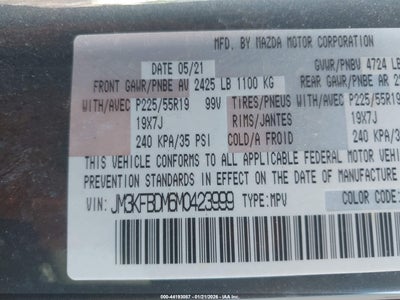 MFD. BY MAZDA MOTOR CORPORATION
DATE 05/21 GVWR/PNBV 4724 LB
FRONT GAWR/PNBE AV 2425 LB 1100 KG REAR GAWR/PNBE AR
WITH/AVEC P225/55R19 99V TIRES/PNEUS WITH/AVEC P225/55R19
19X7J RIMS/JANTES 19X7J
240 KPA/35 PSI COLD/A FROID 240 KPA/35
THIS VEHICLE CONFORMS TO ALL APPLICABLE FEDERAL MOTOR VEHICLE
PREVENTION STANDARDS IN EFFECT ON THE DATE OF MANUFACTURE
VIN: JM3KFBDM6M0423999 TYPE:MPV COLOR CODE:
© 44193087 - 01/21/2026 - IAAI